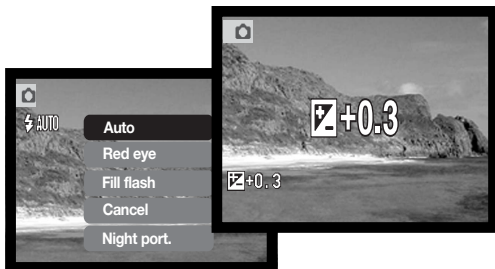 AUTO
Auto
Red eye
Fill flash
Cancel
Night port.
+0.3
+0.3